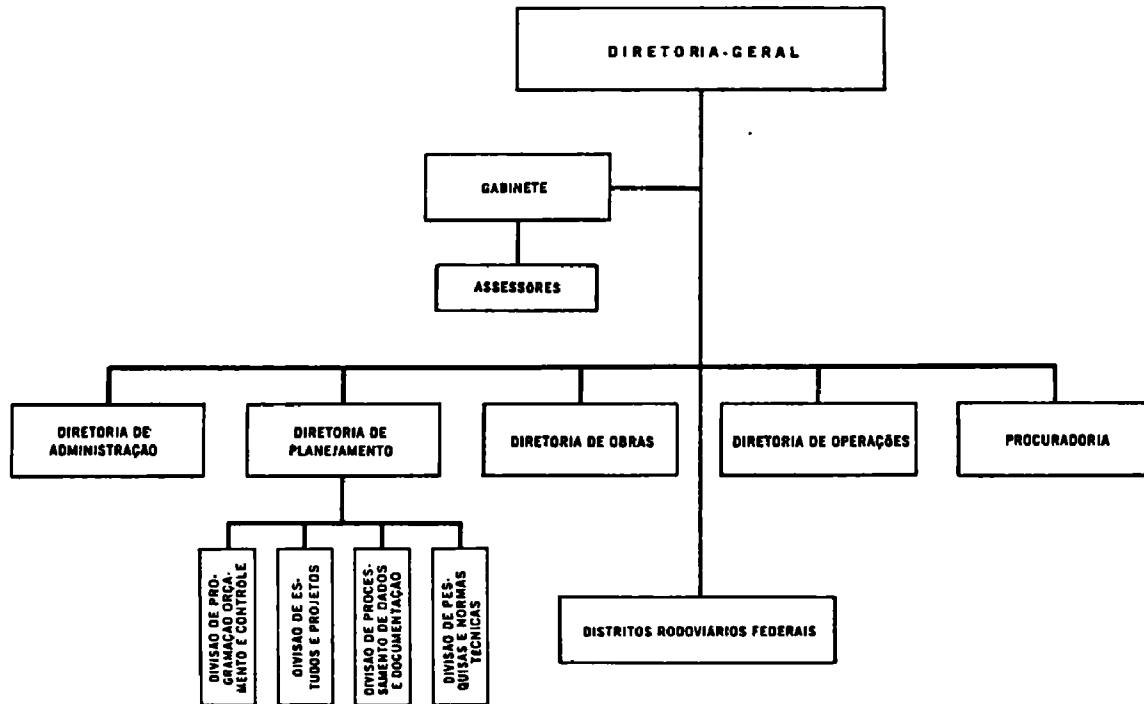 DIRETORIA-GERAL
GABINETE
ASSESSORES
DIRETORIA DE
ADMINISTRAÇÃO
DIRETORIA DE
PLANEJAMENTO
DIRETORIA DE OBRAS
DIRETORIA DE OPERAÇÕES
PROCURADORIA
DIVISÃO DE PRO-
GRAMAÇÃO ORÇA-
MENTO E CONTROLE
DIVISÃO DE ES-
TUDOS E PROJETOS
DIVISÃO DE PROCES-
SAMENTO DE DADOS
E DOCUMENTAÇÃO
DIVISÃO DE PES-
QUISAS E NORMAS
TECNICAS
DISTRITOS RODOVIÁRIOS FEDERAIS